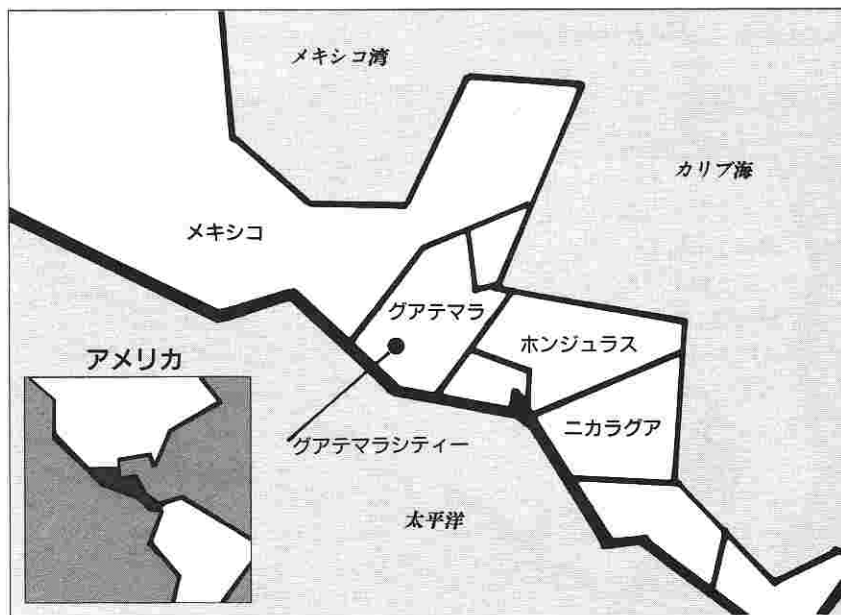 メキシコ湾
カリブ海
メキシコ
グアテマラ
ホンジュラス
アメリカ
ニカラグア
グアテマラシティー
太平洋